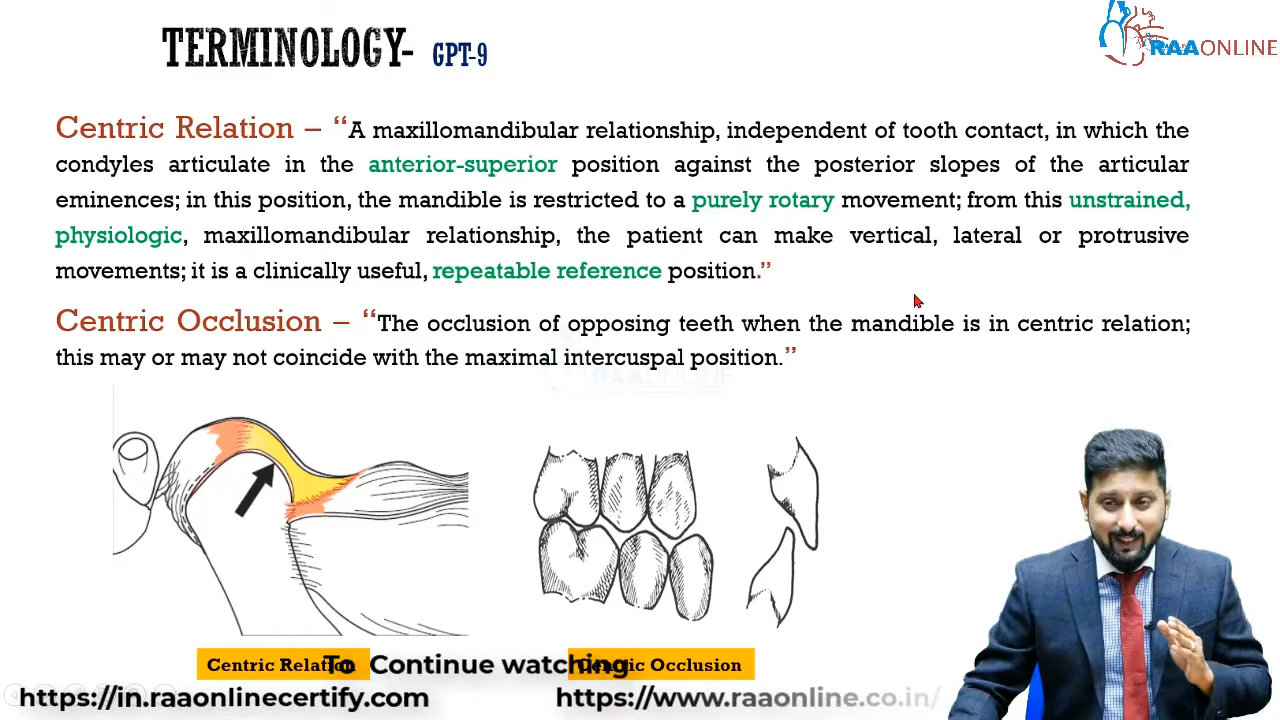 TERMINOLOGY- GPT-9
RAAONLINE
Centric Relation – “A maxillomandibular relationship, independent of tooth contact, in which the
condyles articulate in the anterior-superior position against the posterior slopes of the articular
eminences; in this position, the mandible is restricted to a purely rotary movement; from this unstrained,
physiologic, maxillomandibular relationship, the patient can make vertical, lateral or protrusive
movements; it is a clinically useful, repeatable reference position.”
Centric Occlusion – “The occlusion of opposing teeth when the mandible is in centric relation;
this may or may not coincide with the maximal intercuspal position.”
RAAONLINE
Centric Relation
Centric Occlusion
To Continue watching
https://in.raaonlinecertify.com
https://www.raaonline.co.in/